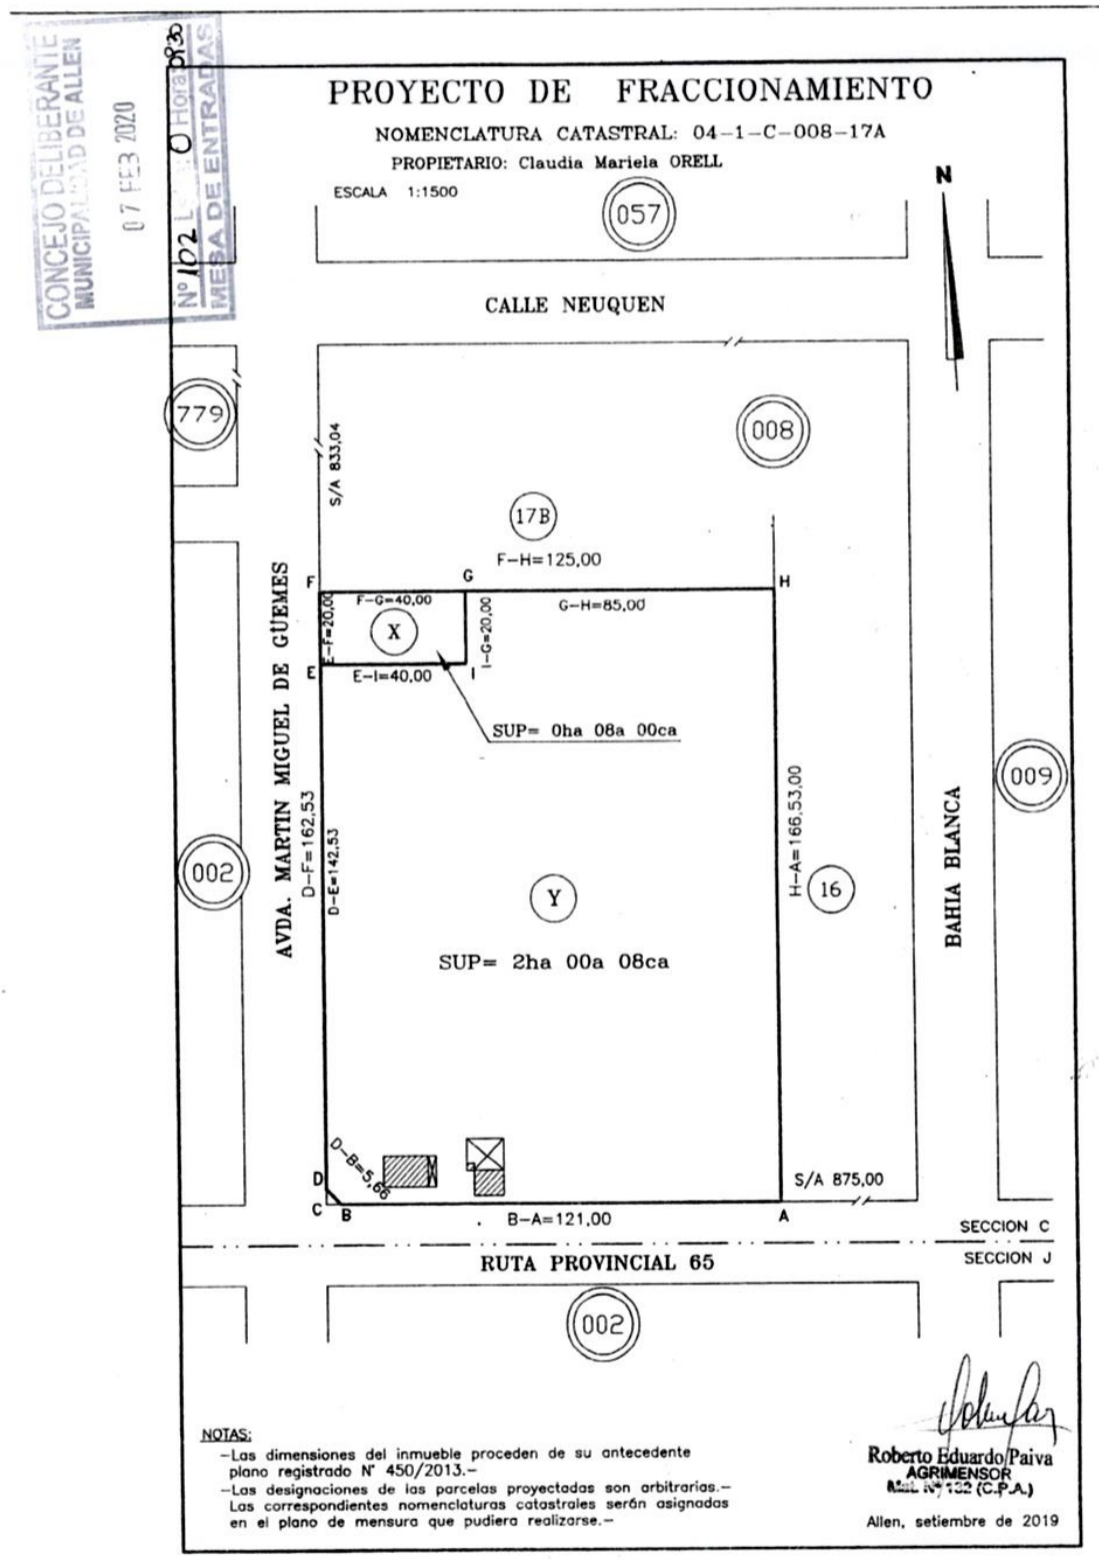 CONCEJO DELIBERANTE
MUNICIPALIDAD DE ALLEN
07 FEB 2020
Nº 102 L 0 Hora: 0930
MESA DE ENTRADAS
PROYECTO DE FRACCIONAMIENTO
NOMENCLATURA CATASTRAL: 04-1-C-008-17A
PROPIETARIO: Claudia Mariela ORELL
ESCALA 1:1500
057
N
CALLE NEUQUEN
779
008
S/A 833,04
17B
F-H=125,00
F
G
H
F-G=40,00
G-H=85,00
E-F=20,00
X
I-G=20,00
E
E-I=40,00
I
SUP= 0ha 08a 00ca
AVDA. MARTIN MIGUEL DE GÜEMES
D-F=162,53
D-E=142,53
H-A=166,53,00
009
002
Y
16
BAHIA BLANCA
SUP= 2ha 00a 08ca
D-B=5,66
D
C
B
B-A=121,00
A
S/A 875,00
SECCION C
RUTA PROVINCIAL 65
SECCION J
002
NOTAS:
-Las dimensiones del inmueble proceden de su antecedente
plano registrado N° 450/2013.-
-Las designaciones de las parcelas proyectadas son arbitrarias.-
Las correspondientes nomenclaturas catastrales serán asignadas
en el plano de mensura que pudiera realizarse.-
Roberto Eduardo Paiva
AGRIMENSOR
Mat. Nº 132 (C.P.A.)
Allen, setiembre de 2019